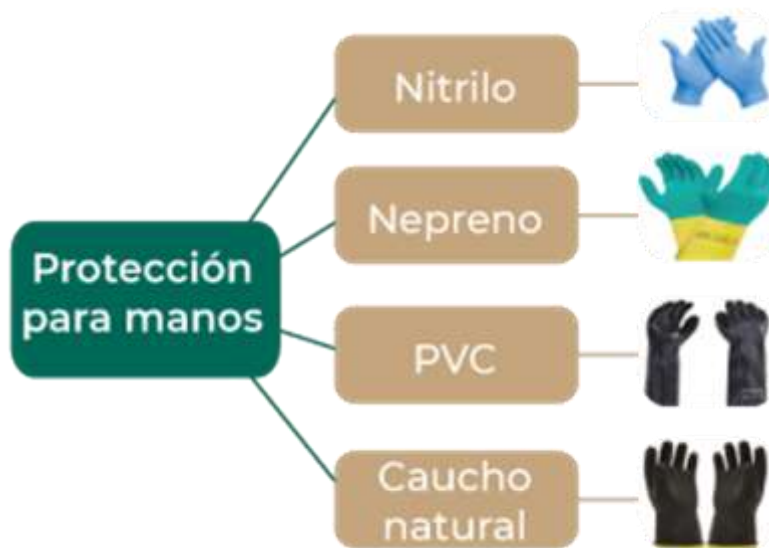 Nitrilo
Nepreno
Protección
para manos
PVC
Caucho
natural